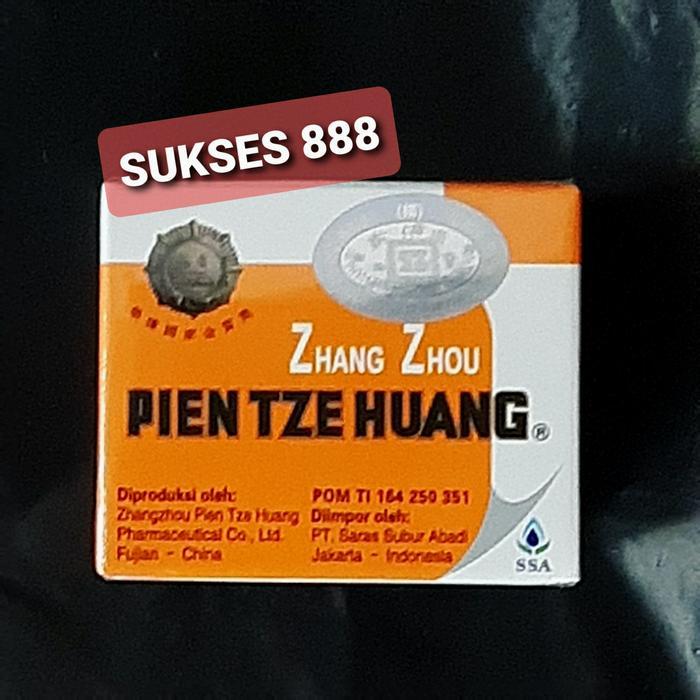 SUKSES 888
ZHANG ZHOU
PIEN TZE HUANG®
Diproduksi oleh:
Zhangzhou Pien Tze Huang
Pharmaceutical Co., Ltd.
Fujian - China
POM TI 164 250 351
Diimpor oleh:
PT. Saras Subur Abadi
Jakarta - Indonesia
SSA